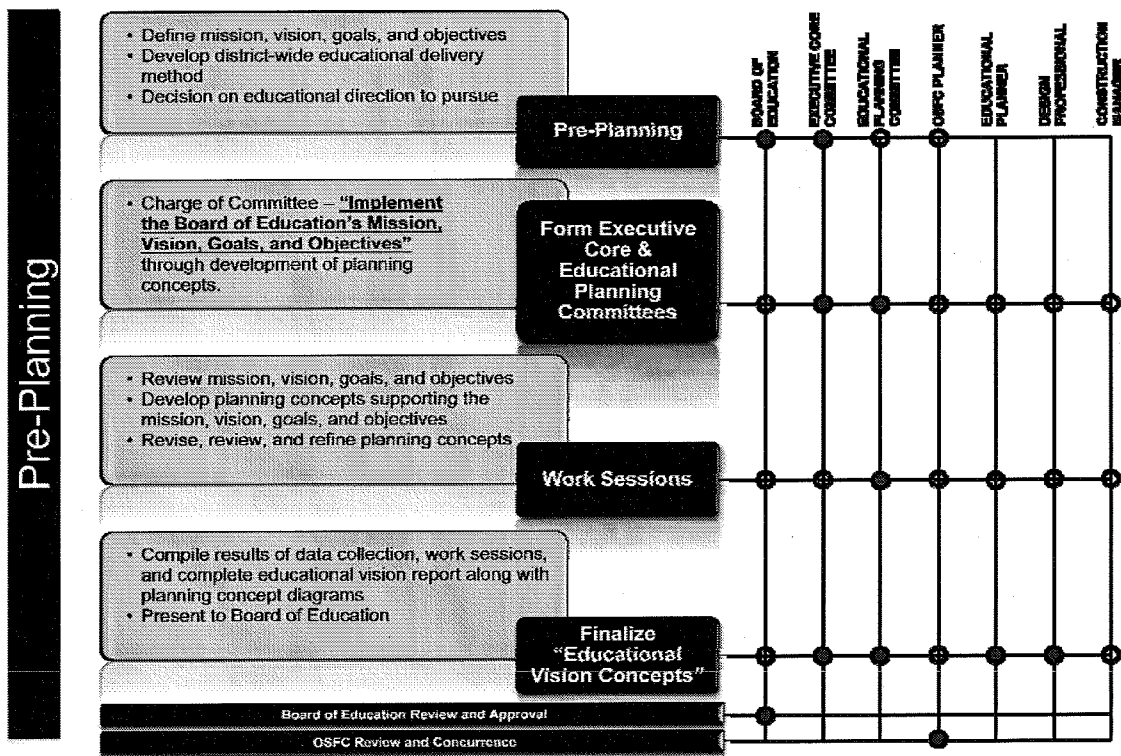 Pre-Planning
• Define mission, vision, goals, and objectives
• Develop district-wide educational delivery
method
• Decision on educational direction to pursue
Pre-Planning
BOARD OF
EDUCATION
EXECUTIVE CORE
COMMITTEE
EDUCATIONAL
PLANNING
COMMITTEE
OSFC PLANNER
EDUCATIONAL
PLANNER
DESIGN
PROFESSIONAL
CONSTRUCTION
MANAGER
• Charge of Committee – "Implement
the Board of Education's Mission,
Vision, Goals, and Objectives"
through development of planning
concepts.
Form Executive
Core &
Educational
Planning
Committees
• Review mission, vision, goals, and objectives
• Develop planning concepts supporting the
mission, vision, goals, and objectives
• Revise, review, and refine planning concepts
Work Sessions
• Compile results of data collection, work sessions,
and complete educational vision report along with
planning concept diagrams
• Present to Board of Education
Finalize
"Educational
Vision Concepts"
Board of Education Review and Approval
OSFC Review and Concurrence